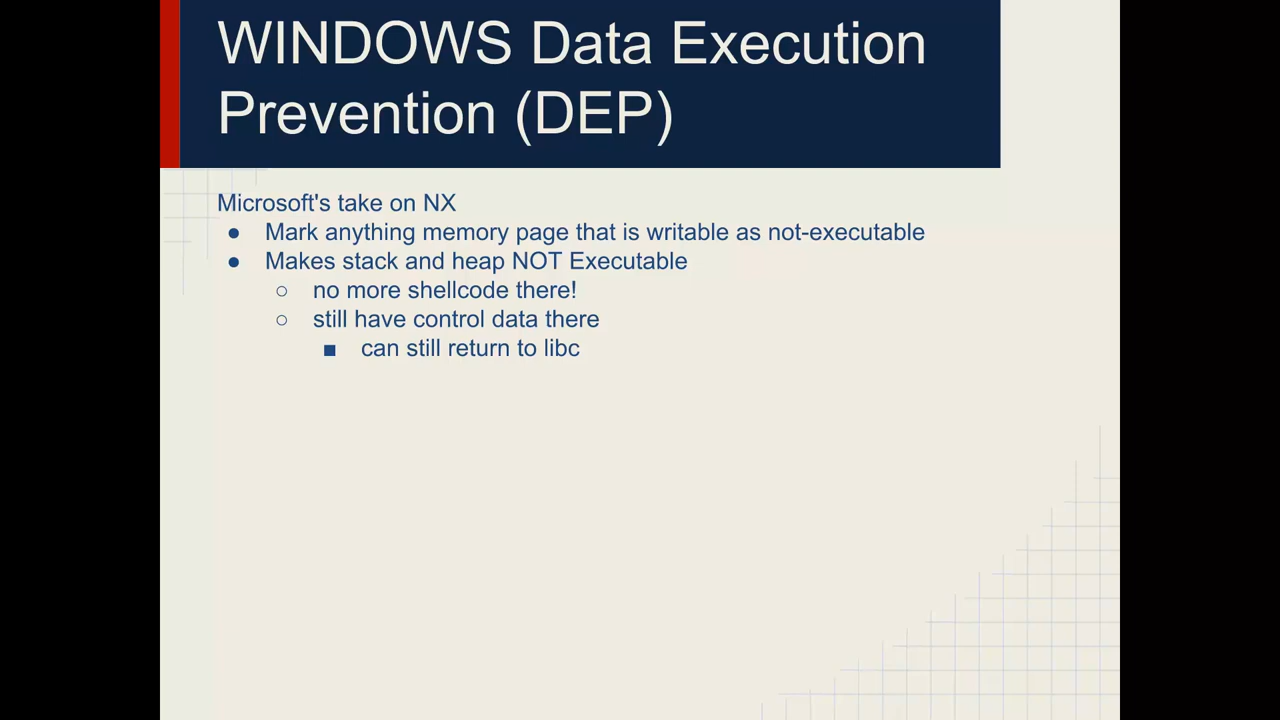 WINDOWS Data Execution
Prevention (DEP)
Microsoft's take on NX
● Mark anything memory page that is writable as not-executable
● Makes stack and heap NOT Executable
○ no more shellcode there!
○ still have control data there
■ can still return to libc